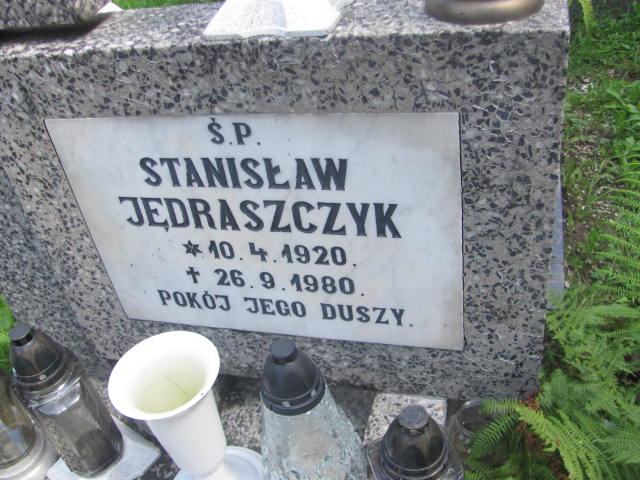 Ś.P.
STANISŁAW
JĘDRASZCZYK
✡ 10.4.1920.
† 26.9.1980.
POKÓJ JEGO DUSZY.